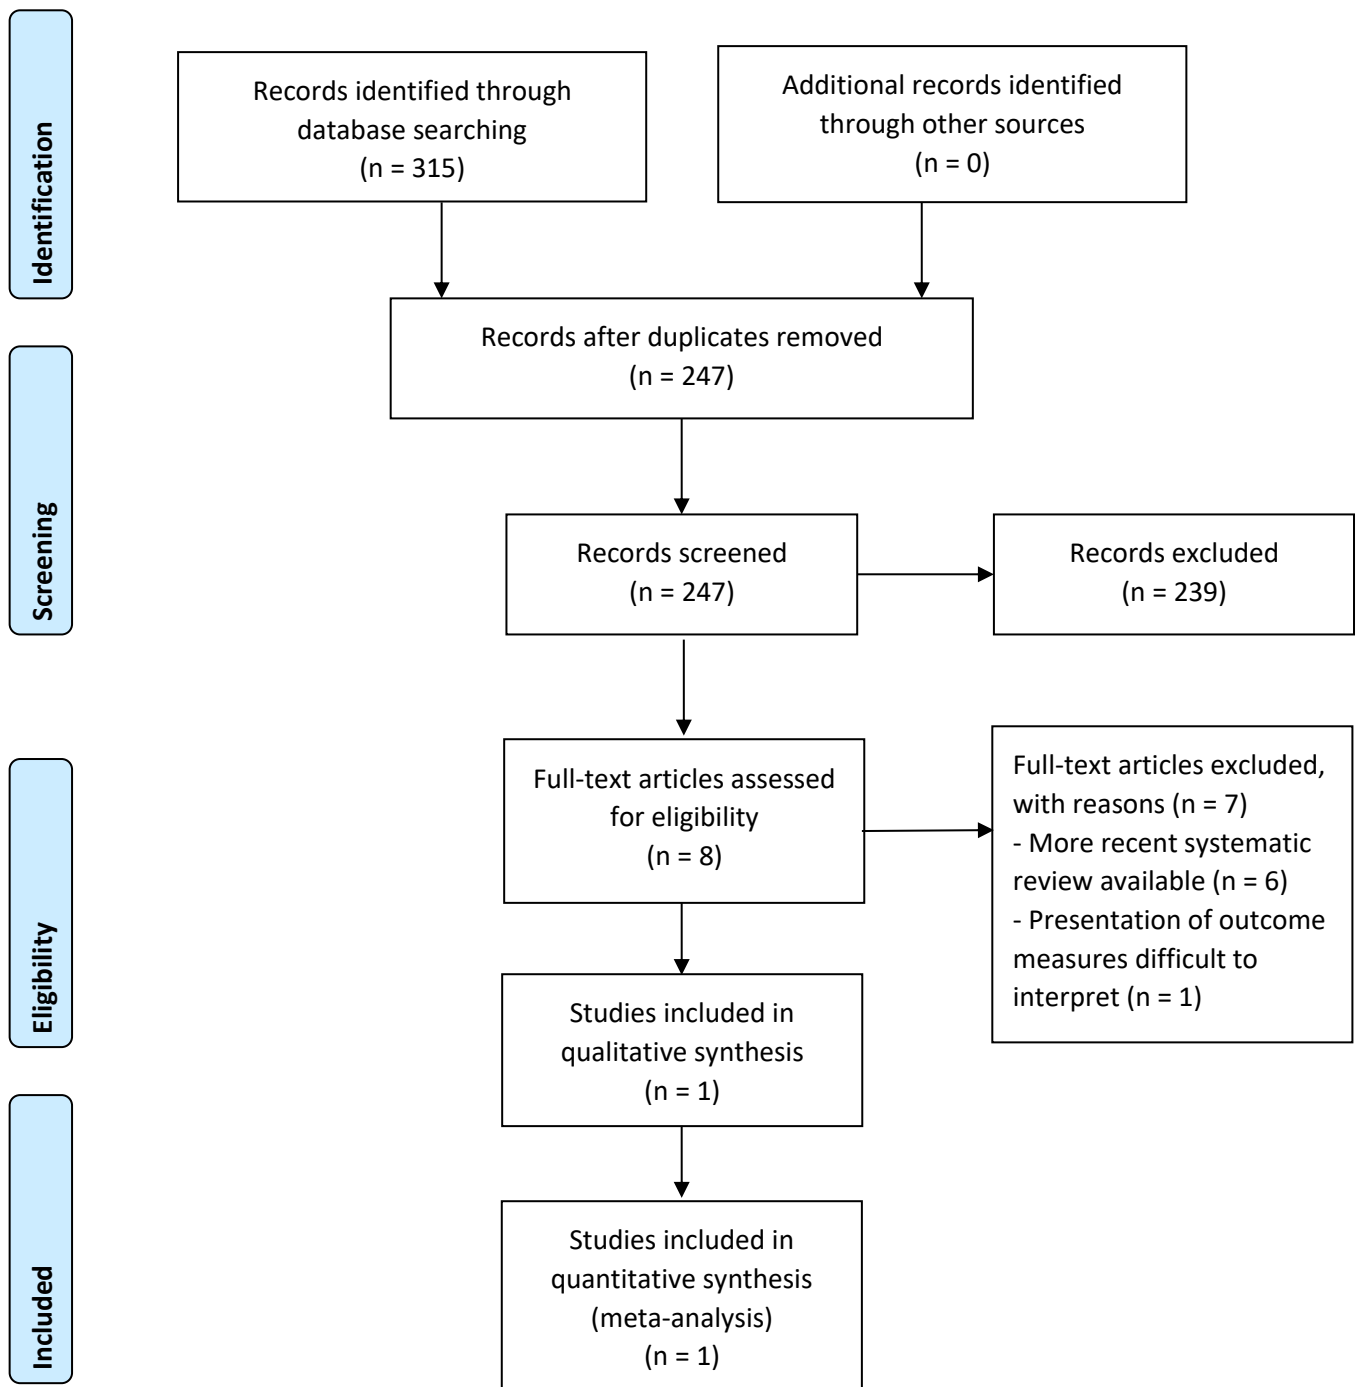 Identification
Records identified through
database searching
(n = 315)
Additional records identified
through other sources
(n = 0)
Records after duplicates removed
(n = 247)
Screening
Records screened
(n = 247)
Records excluded
(n = 239)
Eligibility
Full-text articles assessed
for eligibility
(n = 8)
Full-text articles excluded,
with reasons (n = 7)
- More recent systematic
review available (n = 6)
- Presentation of outcome
measures difficult to
interpret (n = 1)
Studies included in
qualitative synthesis
(n = 1)
Included
Studies included in
quantitative synthesis
(meta-analysis)
(n = 1)